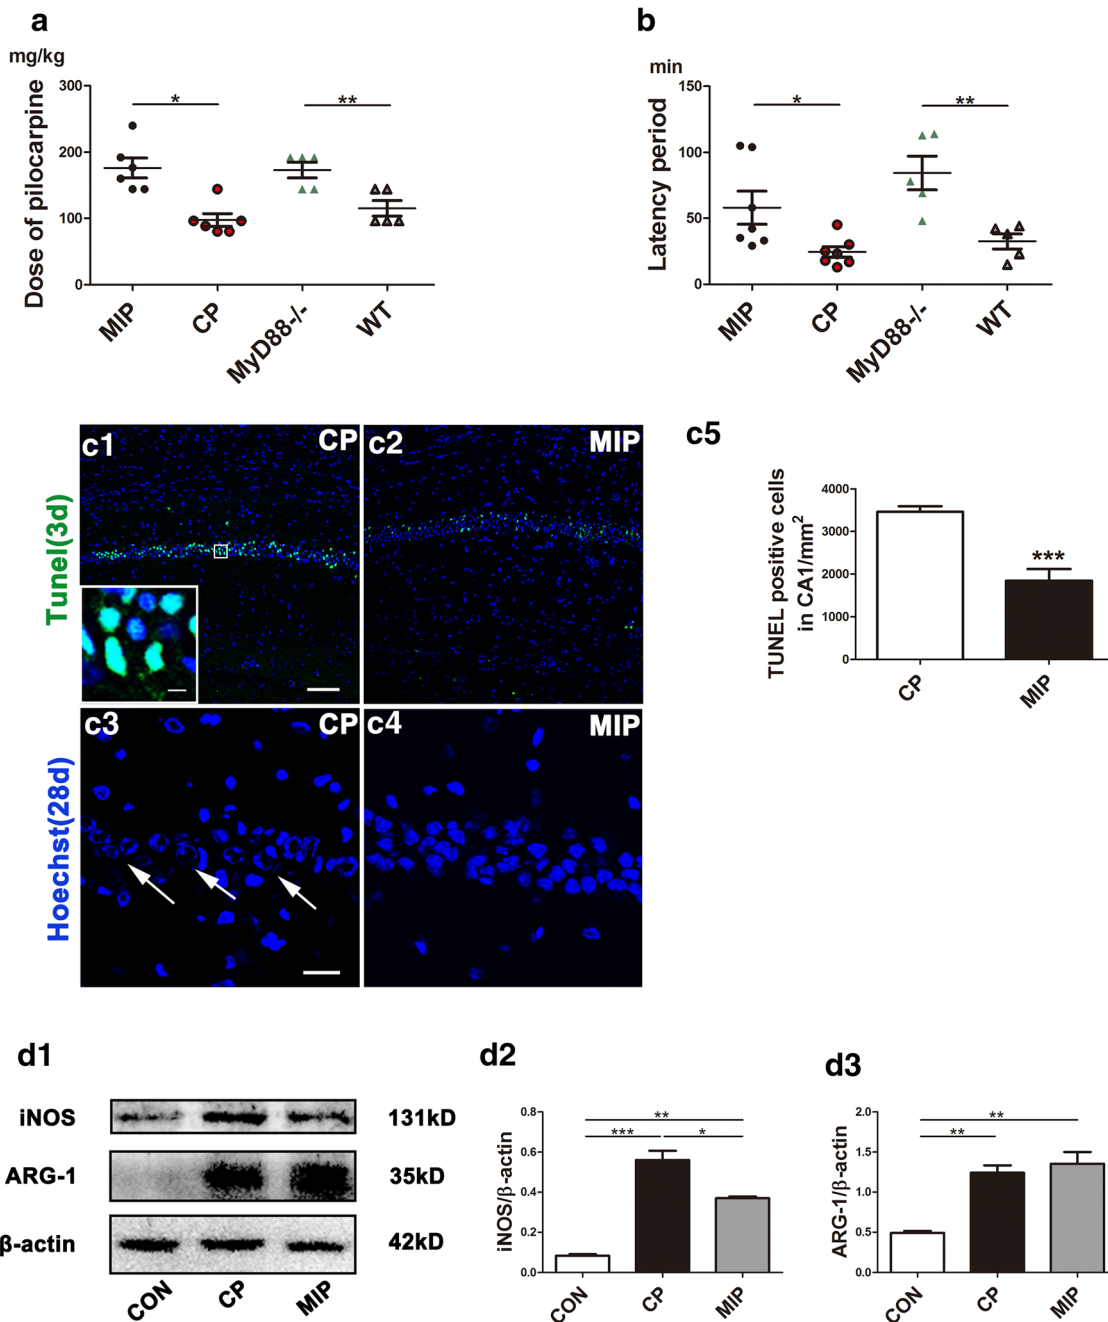 a
mg/kg
Dose of pilocarpine
300
200
100
0
*
**
MIP
CP
MyD88-/-
WT
b
min
Latency period
150
100
50
0
*
**
MIP
CP
MyD88-/-
WT
Tunel(3d)
c1
CP
c2
MIP
Hoechst(28d)
c3
CP
c4
MIP
c5
TUNEL positive cells
in CA1/mm2
4000
3000
2000
1000
0
***
CP
MIP
d1
iNOS
131kD
ARG-1
35kD
β-actin
42kD
CON
CP
MIP
d2
iNOS/β-actin
0.8
0.6
0.4
0.2
0.0
**
***
*
CON
CP
MIP
d3
ARG-1/β-actin
2.0
1.5
1.0
0.5
0.0
**
**
CON
CP
MIP